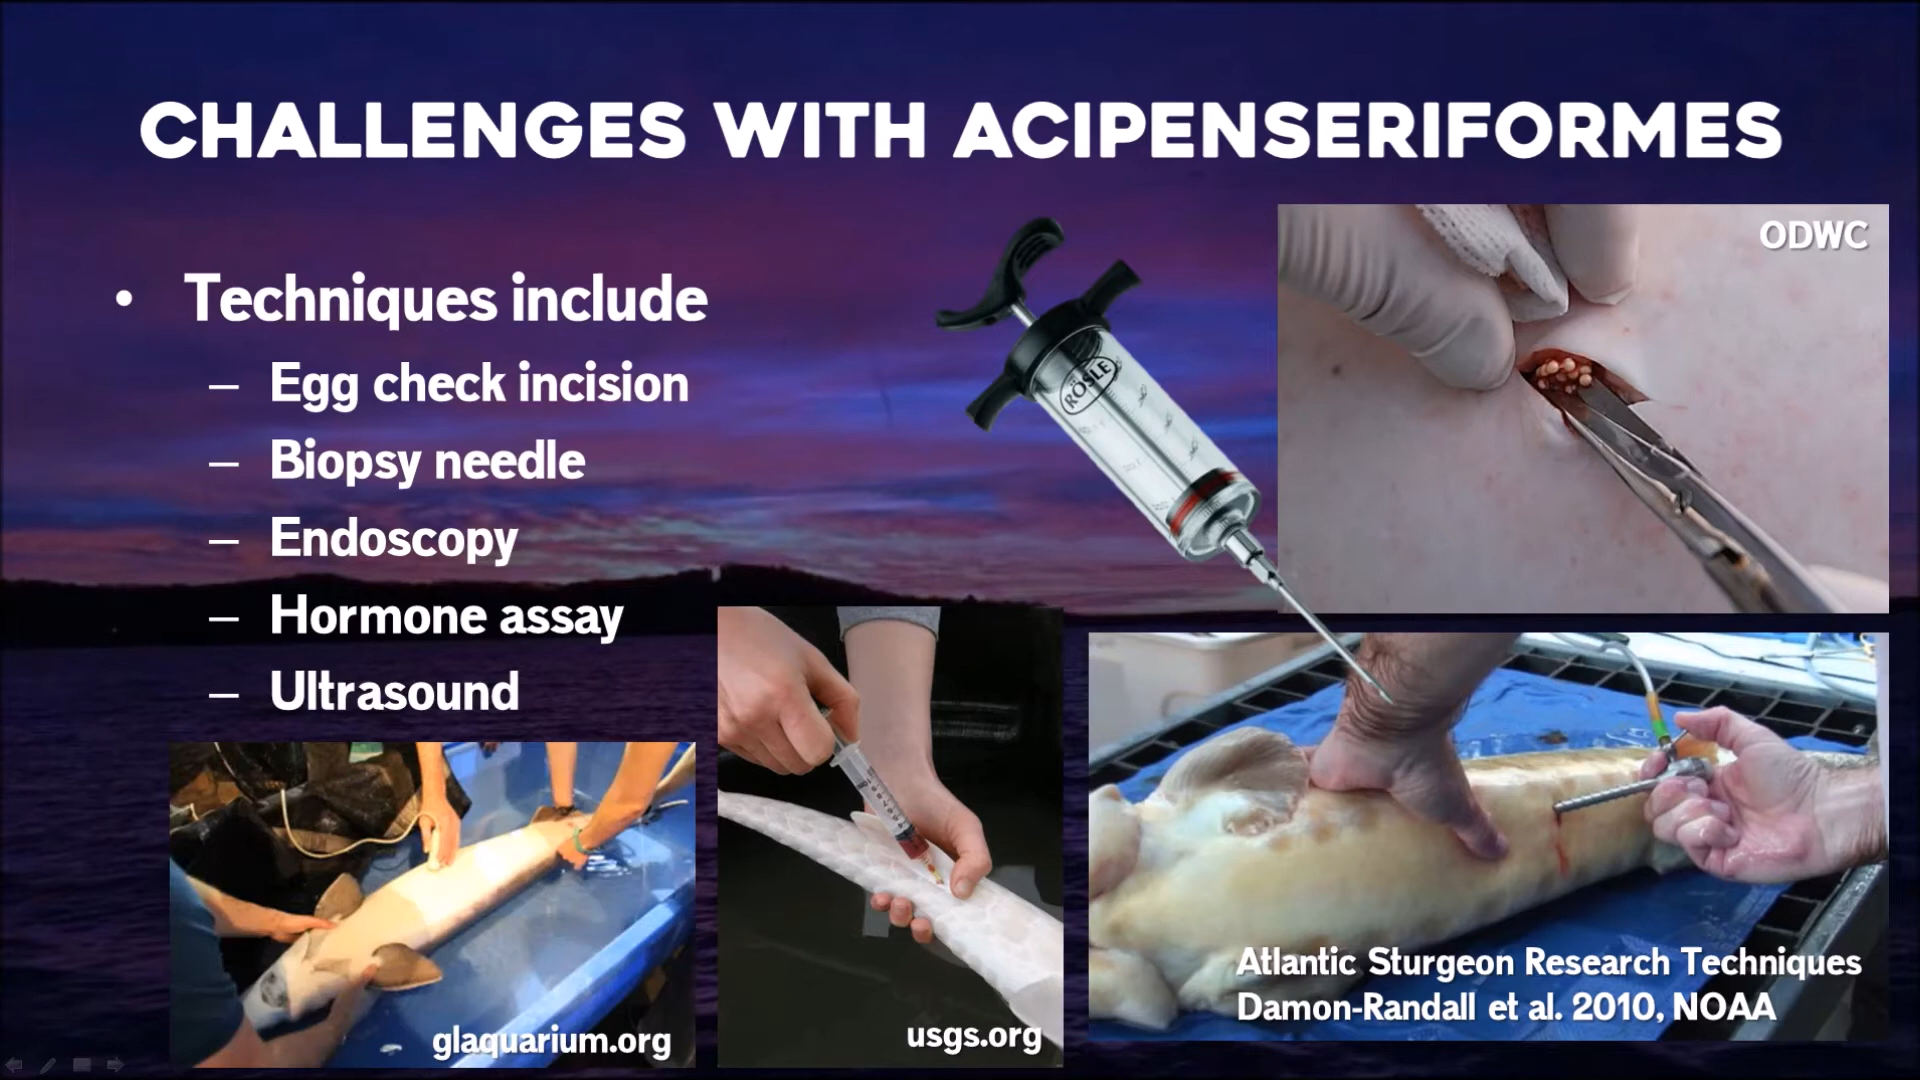 CHALLENGES WITH ACIPENSERIFORMES
• Techniques include
– Egg check incision
– Biopsy needle
– Endoscopy
– Hormone assay
– Ultrasound
RÖSLE
ODWC
glaquarium.org
usgs.org
Atlantic Sturgeon Research Techniques
Damon-Randall et al. 2010, NOAA